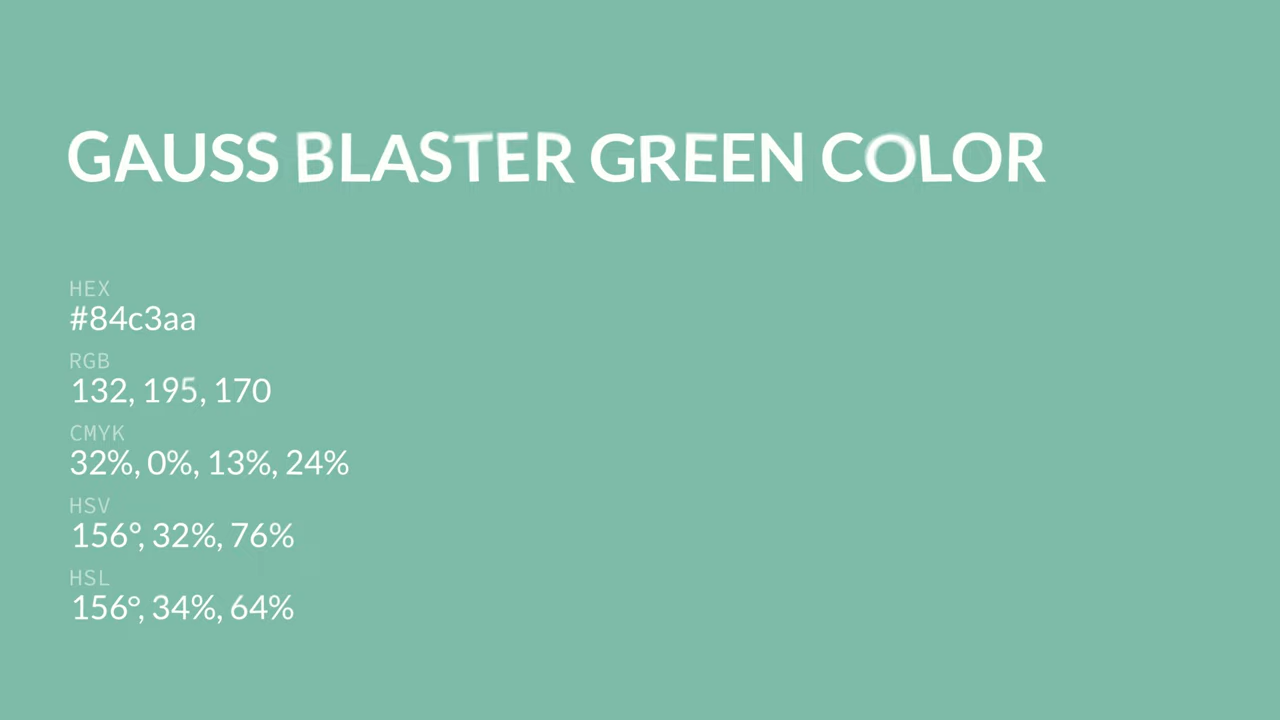 GAUSS BLASTER GREEN COLOR
HEX
#84c3aa
RGB
132, 195, 170
CMYK
32%, 0%, 13%, 24%
HSV
156°, 32%, 76%
HSL
156°, 34%, 64%